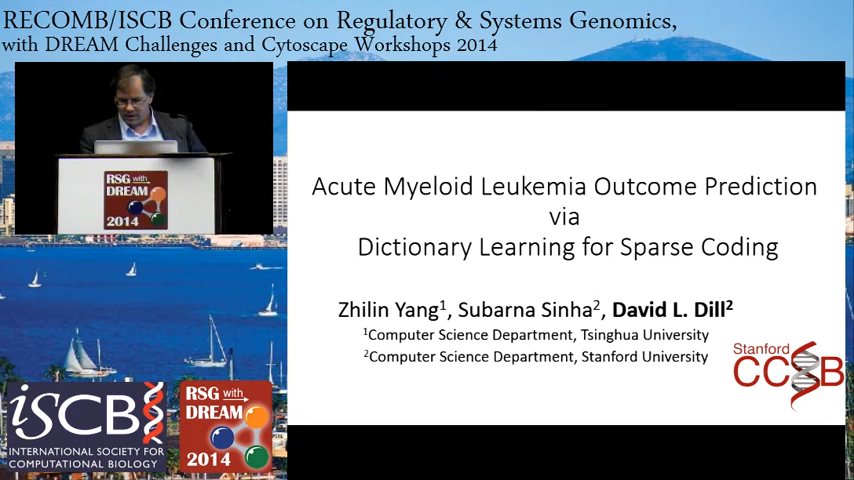 RECOMB/ISCB Conference on Regulatory & Systems Genomics,
with DREAM Challenges and Cytoscape Workshops 2014
RSG with
DREAM
2014
Acute Myeloid Leukemia Outcome Prediction
via
Dictionary Learning for Sparse Coding
Zhilin Yang1, Subarna Sinha2, David L. Dill2
1Computer Science Department, Tsinghua University
2Computer Science Department, Stanford University
Stanford
CCSB
iSCB
INTERNATIONAL SOCIETY FOR
COMPUTATIONAL BIOLOGY
RSG with
DREAM
2014